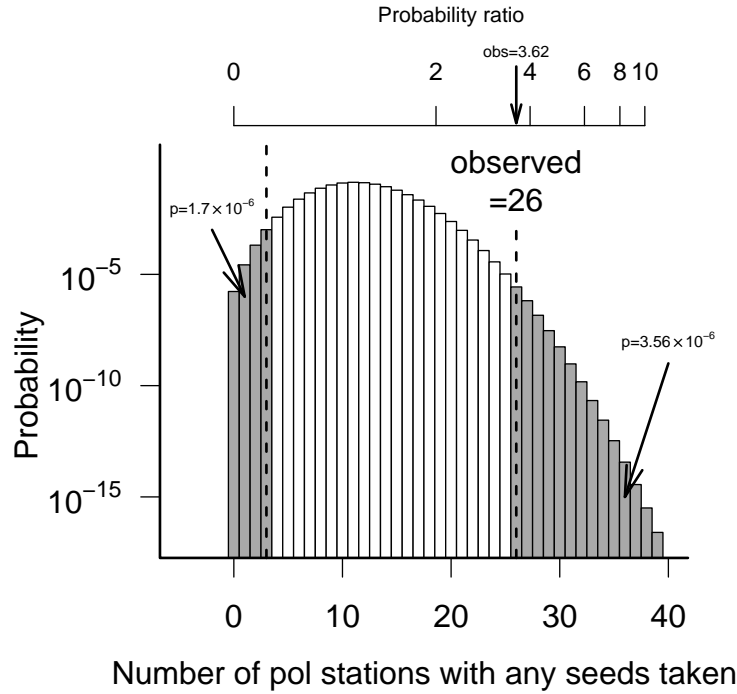 Probability ratio
obs=3.62
0 2 4 6 8 10
observed
=26
p=1.7×10⁻⁶
10⁻⁵
p=3.56×10⁻⁶
10⁻¹⁰
10⁻¹⁵
Probability
0 10 20 30 40
Number of pol stations with any seeds taken